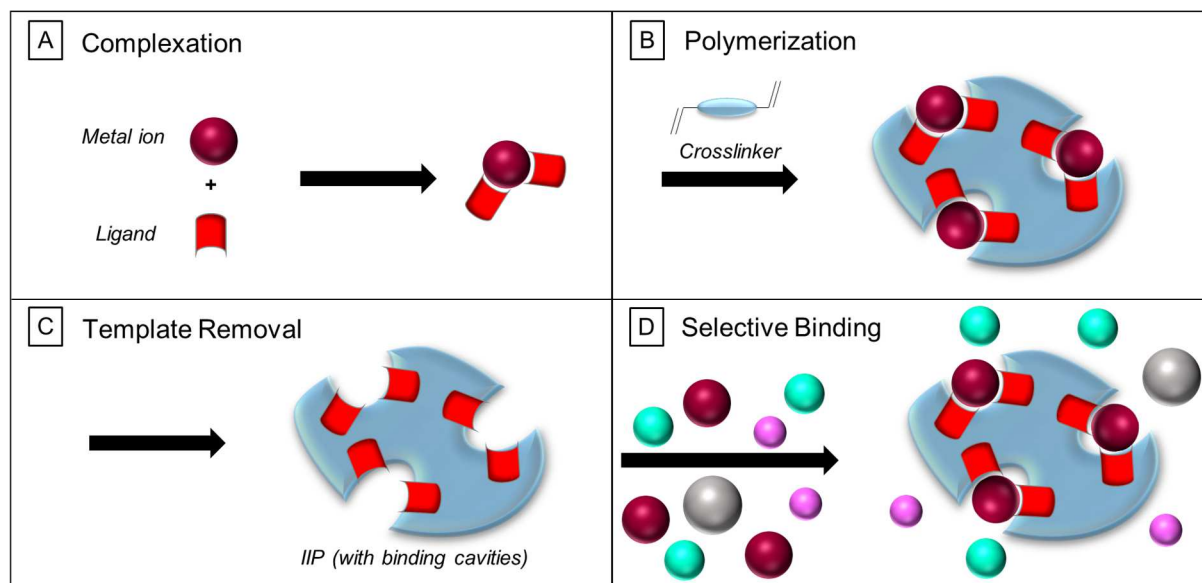 A Complexation
Metal ion
+
Ligand
B Polymerization
Crosslinker
C Template Removal
IIP (with binding cavities)
D Selective Binding